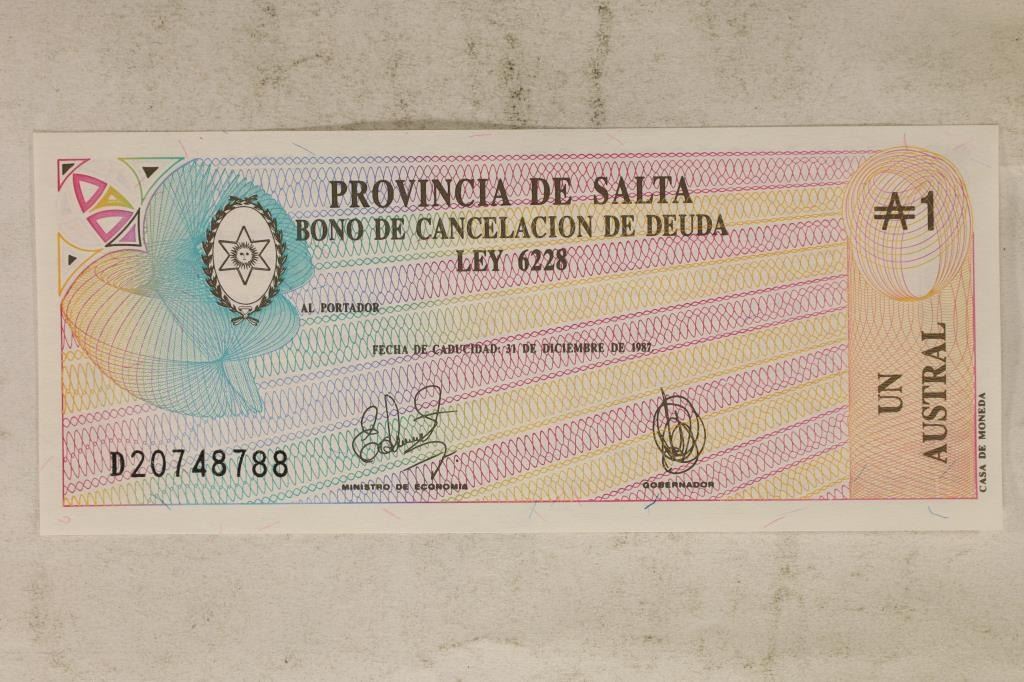 PROVINCIA DE SALTA
BONO DE CANCELACION DE DEUDA
LEY 6228
₳1
AL PORTADOR
FECHA DE CADUCIDAD: 31 DE DICIEMBRE DE 1987
UN
AUSTRAL
D20748788
MINISTRO DE ECONOMIA
GOBERNADOR
CASA DE MONEDA